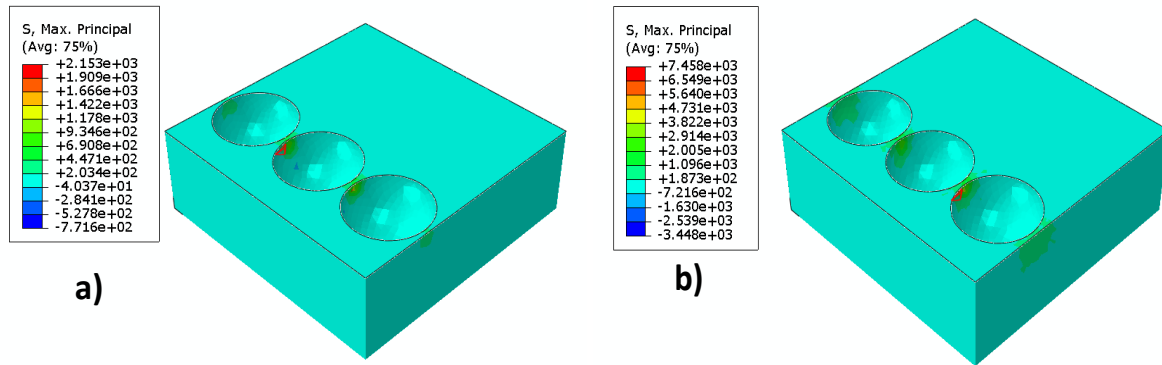 S, Max. Principal
(Avg: 75%)
+2.153e+03
+1.909e+03
+1.666e+03
+1.422e+03
+1.178e+03
+9.346e+02
+6.908e+02
+4.471e+02
+2.034e+02
-4.037e+01
-2.841e+02
-5.278e+02
-7.716e+02
a)
S, Max. Principal
(Avg: 75%)
+7.458e+03
+6.549e+03
+5.640e+03
+4.731e+03
+3.822e+03
+2.914e+03
+2.005e+03
+1.096e+03
+1.873e+02
-7.216e+02
-1.630e+03
-2.539e+03
-3.448e+03
b)